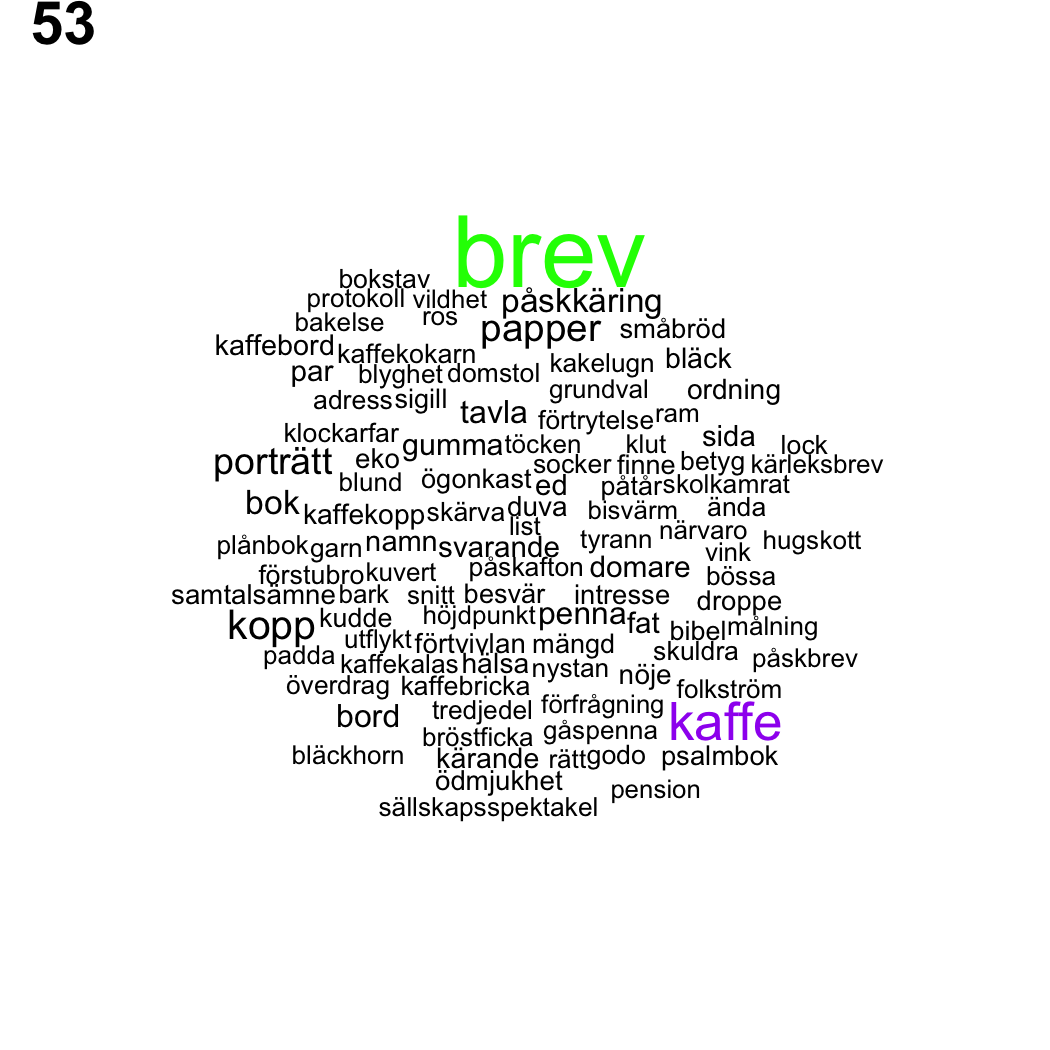 53
brev
bokstav
protokoll vildhet påskkäring
bakelse ros papper småbröd
kaffebord kaffekokarn kakelugn bläck
par blyghet domstol grundval ordning
adress sigill tavla förtrytelse ram
klockarfar gumma töcken klut sida lock
porträtt eko socker finne betyg kärleksbrev
blund ögonkast ed påtår skolkamrat
bok kaffekopp skärva duva bisvärm ända
list
plånbok garn namn svarande tyrann närvaro vink hugskott
förstubro kuvert påskafton domare bössa
samtalsämne bark snitt besvär intresse droppe
kopp kudde höjdpunkt penna fat bibel målning
utflykt förtvivlan mängd skuldra påskbrev
padda kaffekalas hälsa nystan nöje
överdrag kaffebricka folkström
bord tredjedel förfrågning kaffe
bröstficka gåspenna
bläckhorn kärande rätt godo psalmbok
ödmjukhet pension
sällskapsspektakel